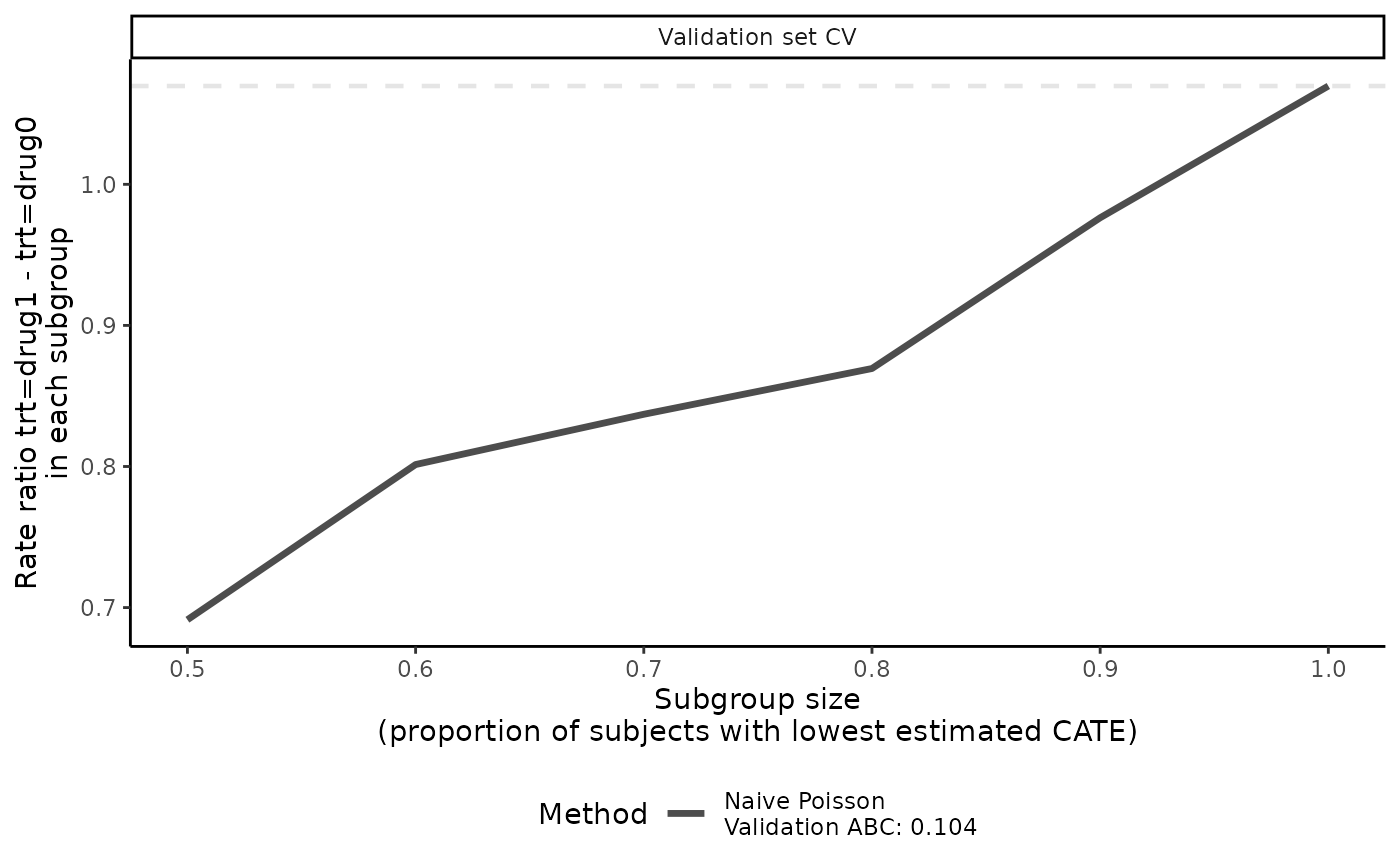 Validation set CV
Rate ratio trt=drug1 - trt=drug0
in each subgroup
1.0
0.9
0.8
0.7
0.5
0.6
0.7
0.8
0.9
1.0
Subgroup size
(proportion of subjects with lowest estimated CATE)
Method
Naive Poisson
Validation ABC: 0.104